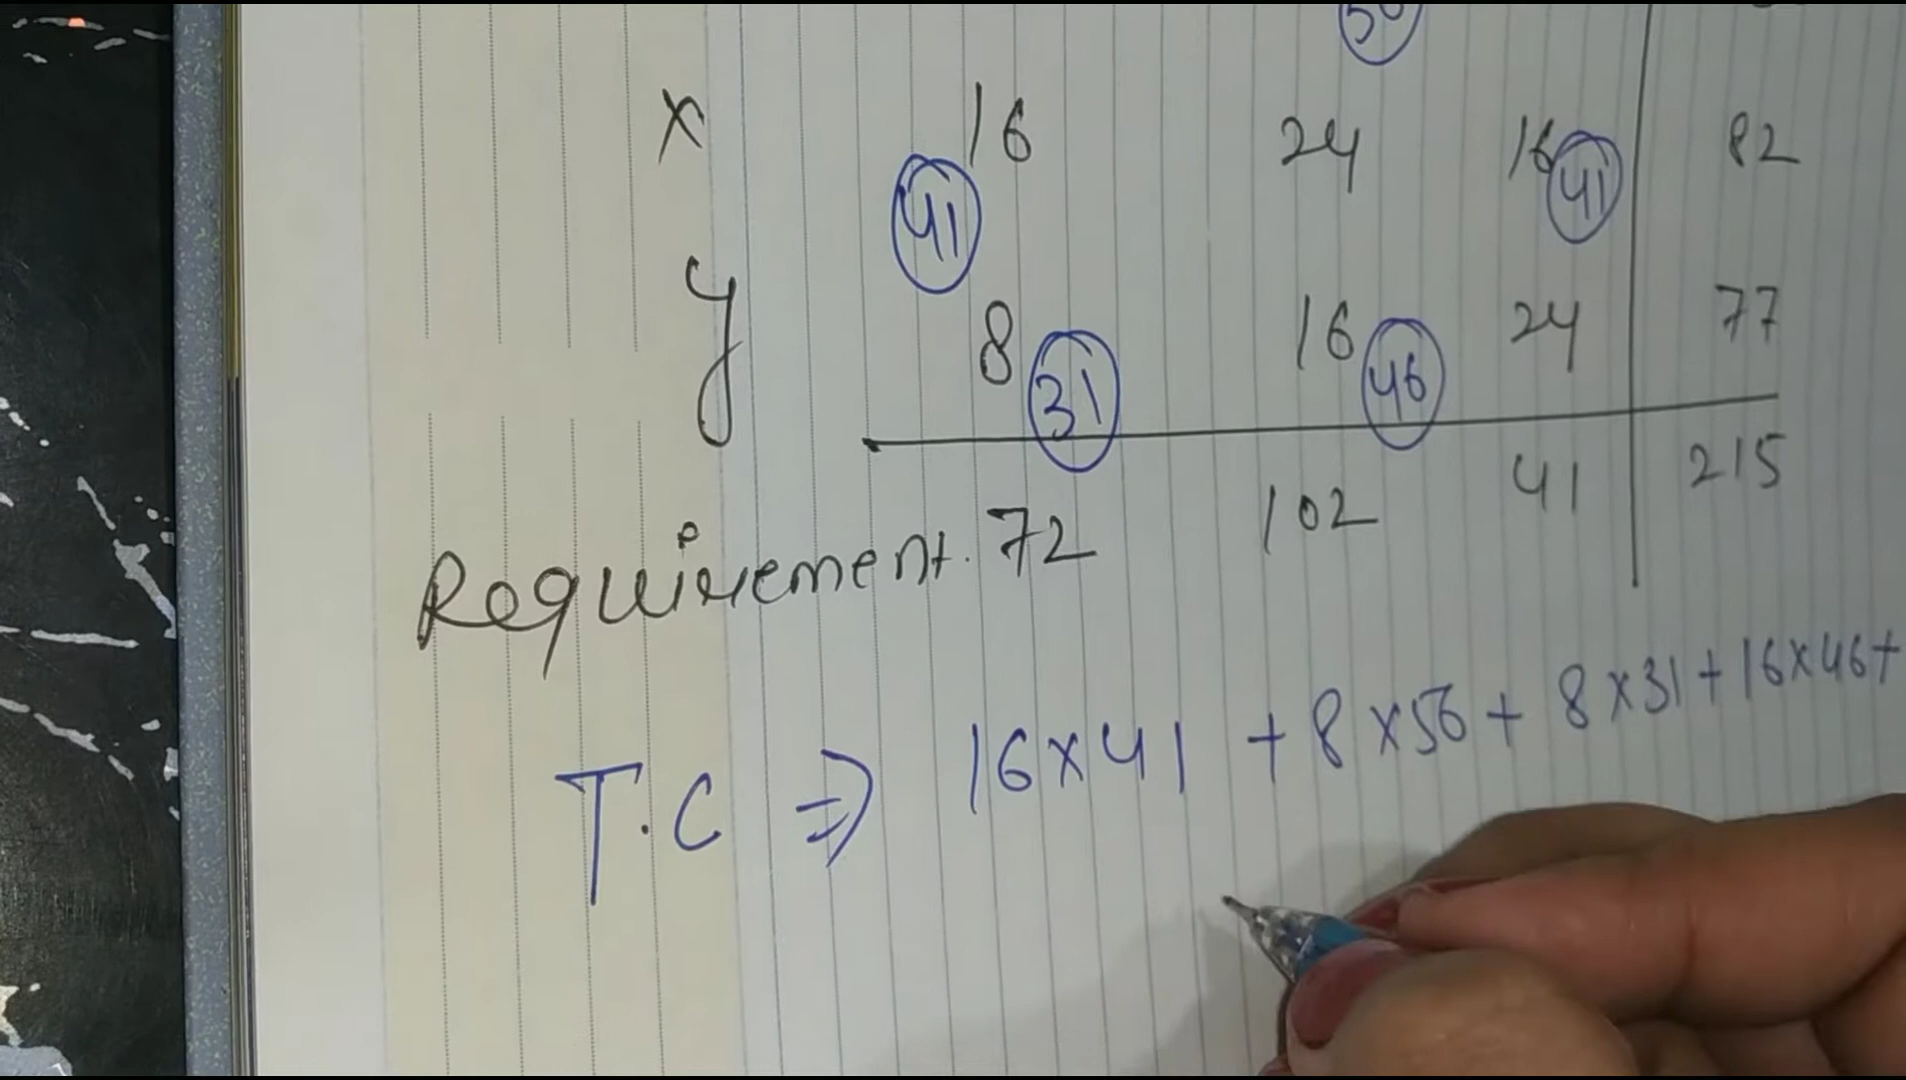 x 16 41 24 16 41 82
y 8 31 16 46 24 77
Requirement. 72 102 41 215
T.C ⇒ 16×41 + 8×56 + 8×31 + 16×46 +